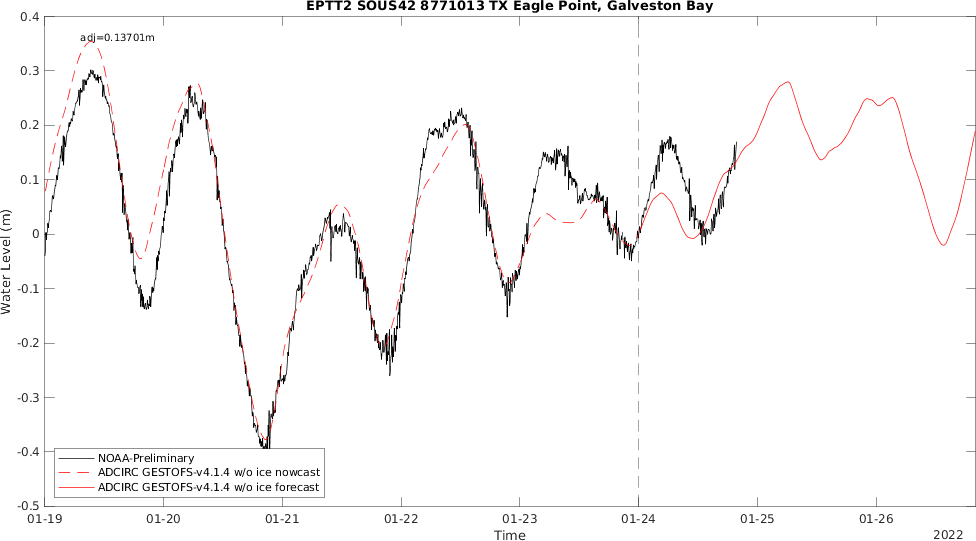 EPTT2 SOUS42 8771013 TX Eagle Point, Galveston Bay
adj=0.13701m
0.4
0.3
0.2
0.1
0
-0.1
-0.2
-0.3
-0.4
-0.5
Water Level (m)
NOAA-Preliminary
ADCIRC GESTOFS-v4.1.4 w/o ice nowcast
ADCIRC GESTOFS-v4.1.4 w/o ice forecast
01-19 01-20 01-21 01-22 01-23 01-24 01-25 01-26
Time
2022